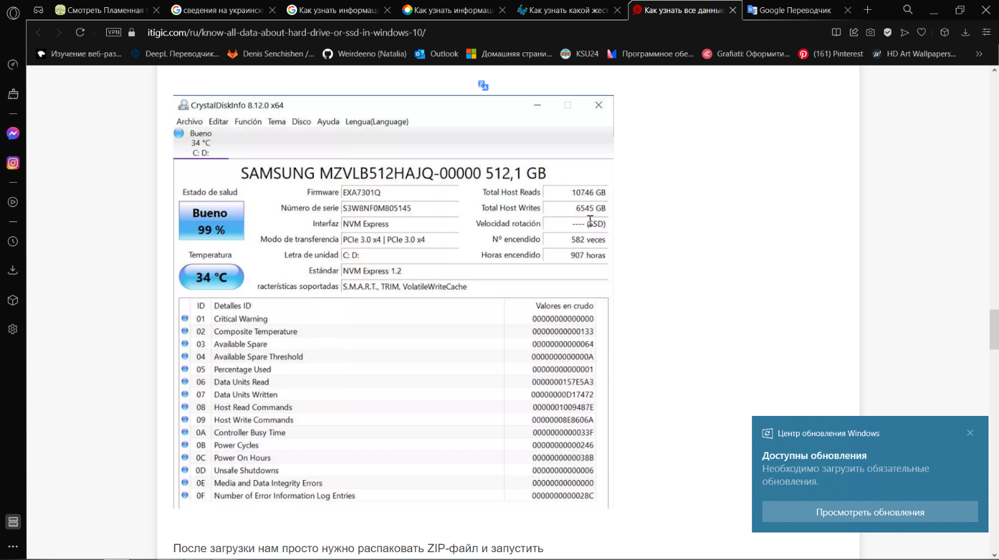 Смотреть Пламенная
сведения на украинск
Как узнать информаци
Как узнать информаци
Как узнать какой жест
Как узнать все данные
Google Переводчик
VPN
itigic.com/ru/know-all-data-about-hard-drive-or-ssd-in-windows-10/
Изучение веб-раз...
DeepL Переводчик...
Denis Senchishen /...
Weirdeeno (Natalia)
Outlook
Домашняя страни...
KSU24
Программное обе...
Grafiati: Оформити...
(161) Pinterest
HD Art Wallpapers...
CrystalDiskInfo 8.12.0 x64
Archivo Editar Función Tema Disco Ayuda Lengua(Language)
Bueno
34 °C
C: D:
SAMSUNG MZVLB512HAJQ-00000 512,1 GB
Estado de salud
Bueno
99 %
Temperatura
34 °C
Firmware EXA7301Q
Número de serie S3W8NF0M805145
Interfaz NVM Express
Modo de transferencia PCIe 3.0 x4 | PCIe 3.0 x4
Letra de unidad C: D:
Estándar NVM Express 1.2
racterísticas soportadas S.M.A.R.T., TRIM, VolatileWriteCache
Total Host Reads 10746 GB
Total Host Writes 6545 GB
Velocidad rotación ---- (SSD)
Nº encendido 582 veces
Horas encendido 907 horas
ID Detalles ID Valores en crudo
01 Critical Warning 00000000000000
02 Composite Temperature 00000000000133
03 Available Spare 00000000000064
04 Available Spare Threshold 0000000000000A
05 Percentage Used 00000000000001
06 Data Units Read 0000000157E5A3
07 Data Units Written 00000000D17472
08 Host Read Commands 0000001009487E
09 Host Write Commands 00000008E8606A
0A Controller Busy Time 0000000000033F
0B Power Cycles 00000000000246
0C Power On Hours 0000000000038B
0D Unsafe Shutdowns 00000000000006
0E Media and Data Integrity Errors 00000000000000
0F Number of Error Information Log Entries 0000000000028C
После загрузки нам просто нужно распаковать ZIP-файл и запустить
Центр обновления Windows
Доступны обновления
Необходимо загрузить обязательные
обновления.
Просмотреть обновления